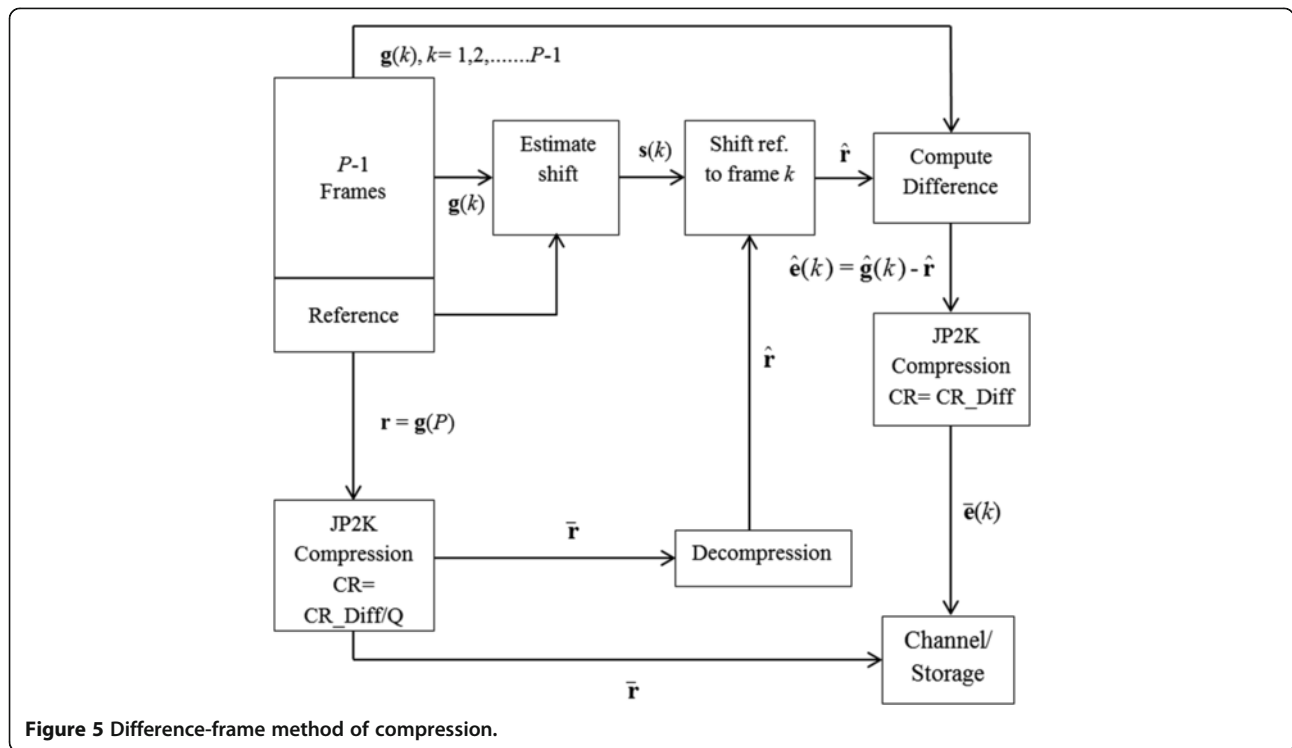 g(k), k= 1,2,.......P-1
P-1
Frames
Reference
g(k)
Estimate
shift
s(k)
Shift ref.
to frame k
r̂
Compute
Difference
ê(k) = ĝ(k) - r̂
r̂
JP2K
Compression
CR= CR_Diff
r = g(P)
JP2K
Compression
CR=
CR_Diff/Q
r̄
Decompression
ē(k)
Channel/
Storage
r̄
Figure 5 Difference-frame method of compression.